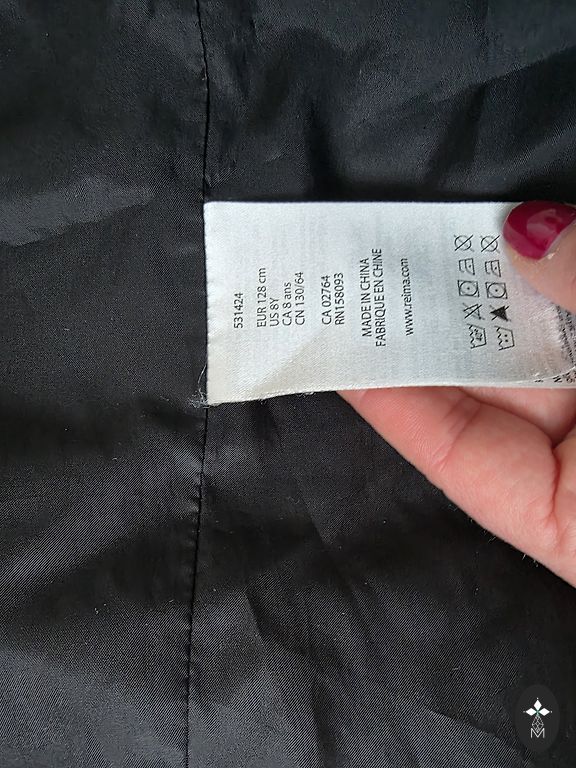 531424
EUR 128 cm
US 8Y
CA 8 ans
CN 130/64
CA 02764
RN158093
MADE IN CHINA
FABRIQUE EN CHINE
www.reima.com